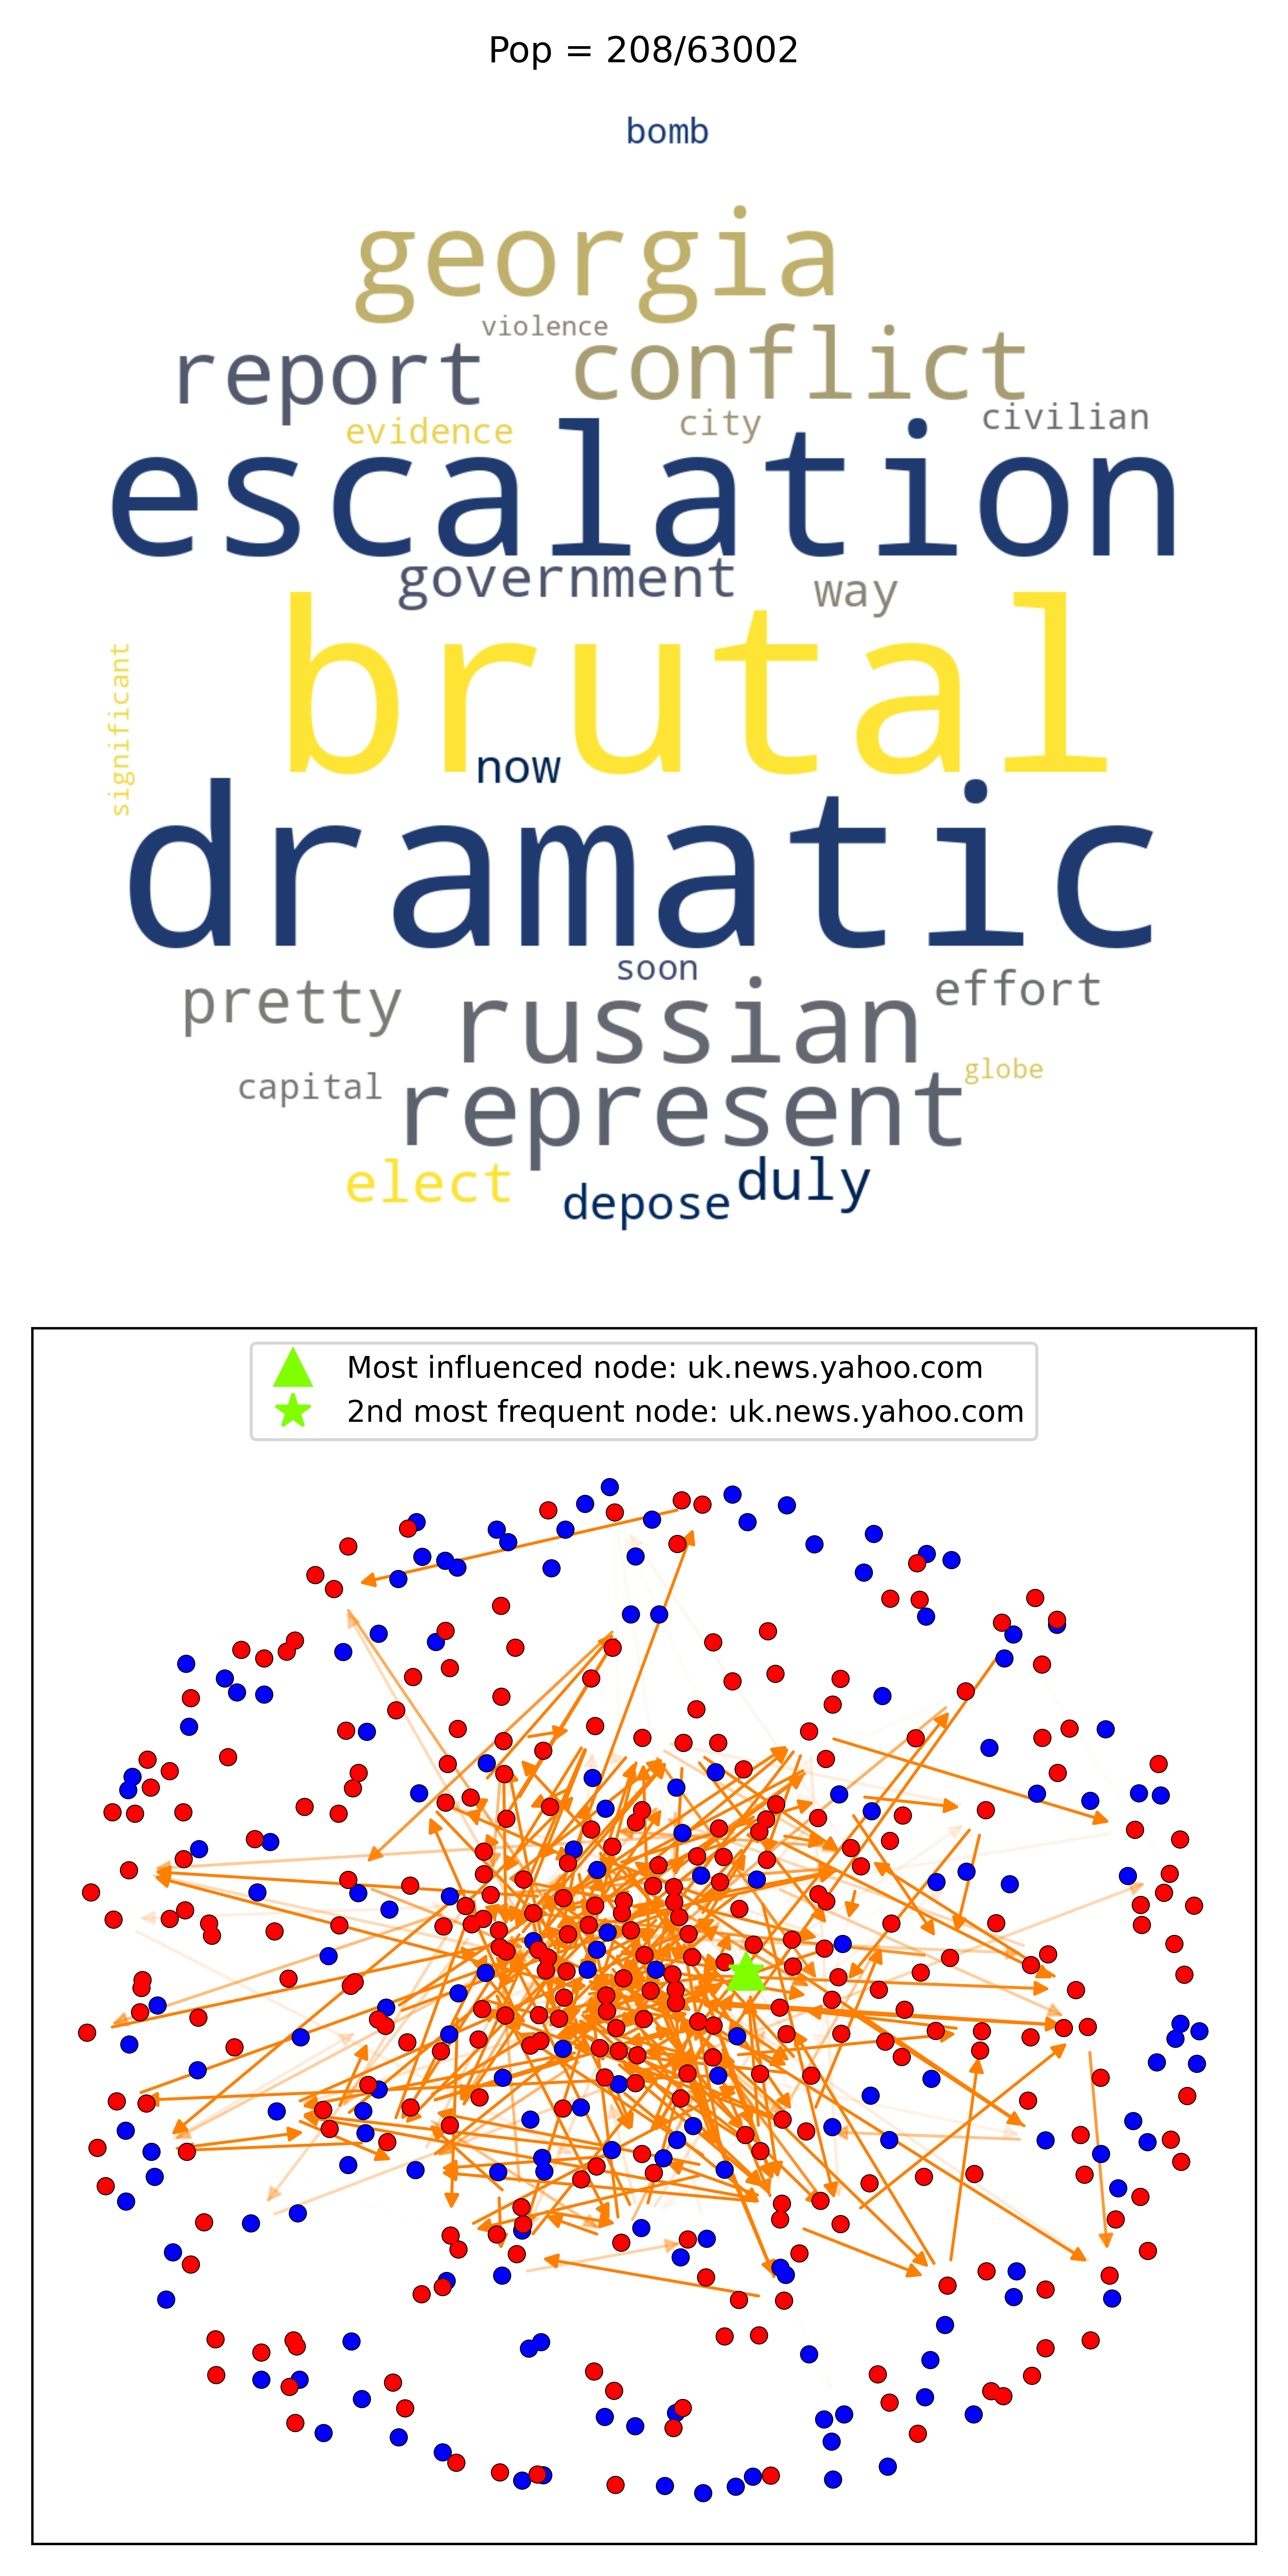 Pop = 208/63002
bomb
georgia
violence
report conflict
evidence city civilian
escalation
government way
significant
brutal
now
dramatic
soon
pretty russian effort
capital represent globe
elect depose duly
Most influenced node: uk.news.yahoo.com
2nd most frequent node: uk.news.yahoo.com